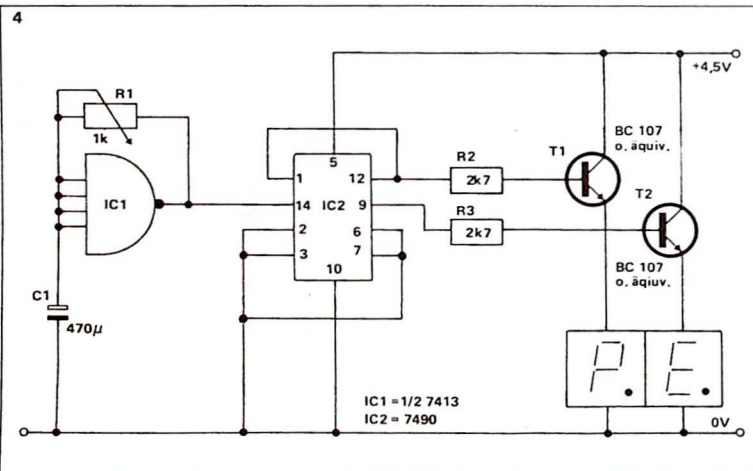 4
R1
1k
IC1
C1
470µ
5
1
12
14
IC2
9
2
6
3
7
10
R2
2k7
R3
2k7
T1
BC 107
o. äquiv.
T2
BC 107
o. äqiuv.
+4,5V
P.
E.
IC1 =1/2 7413
IC2 = 7490
0V